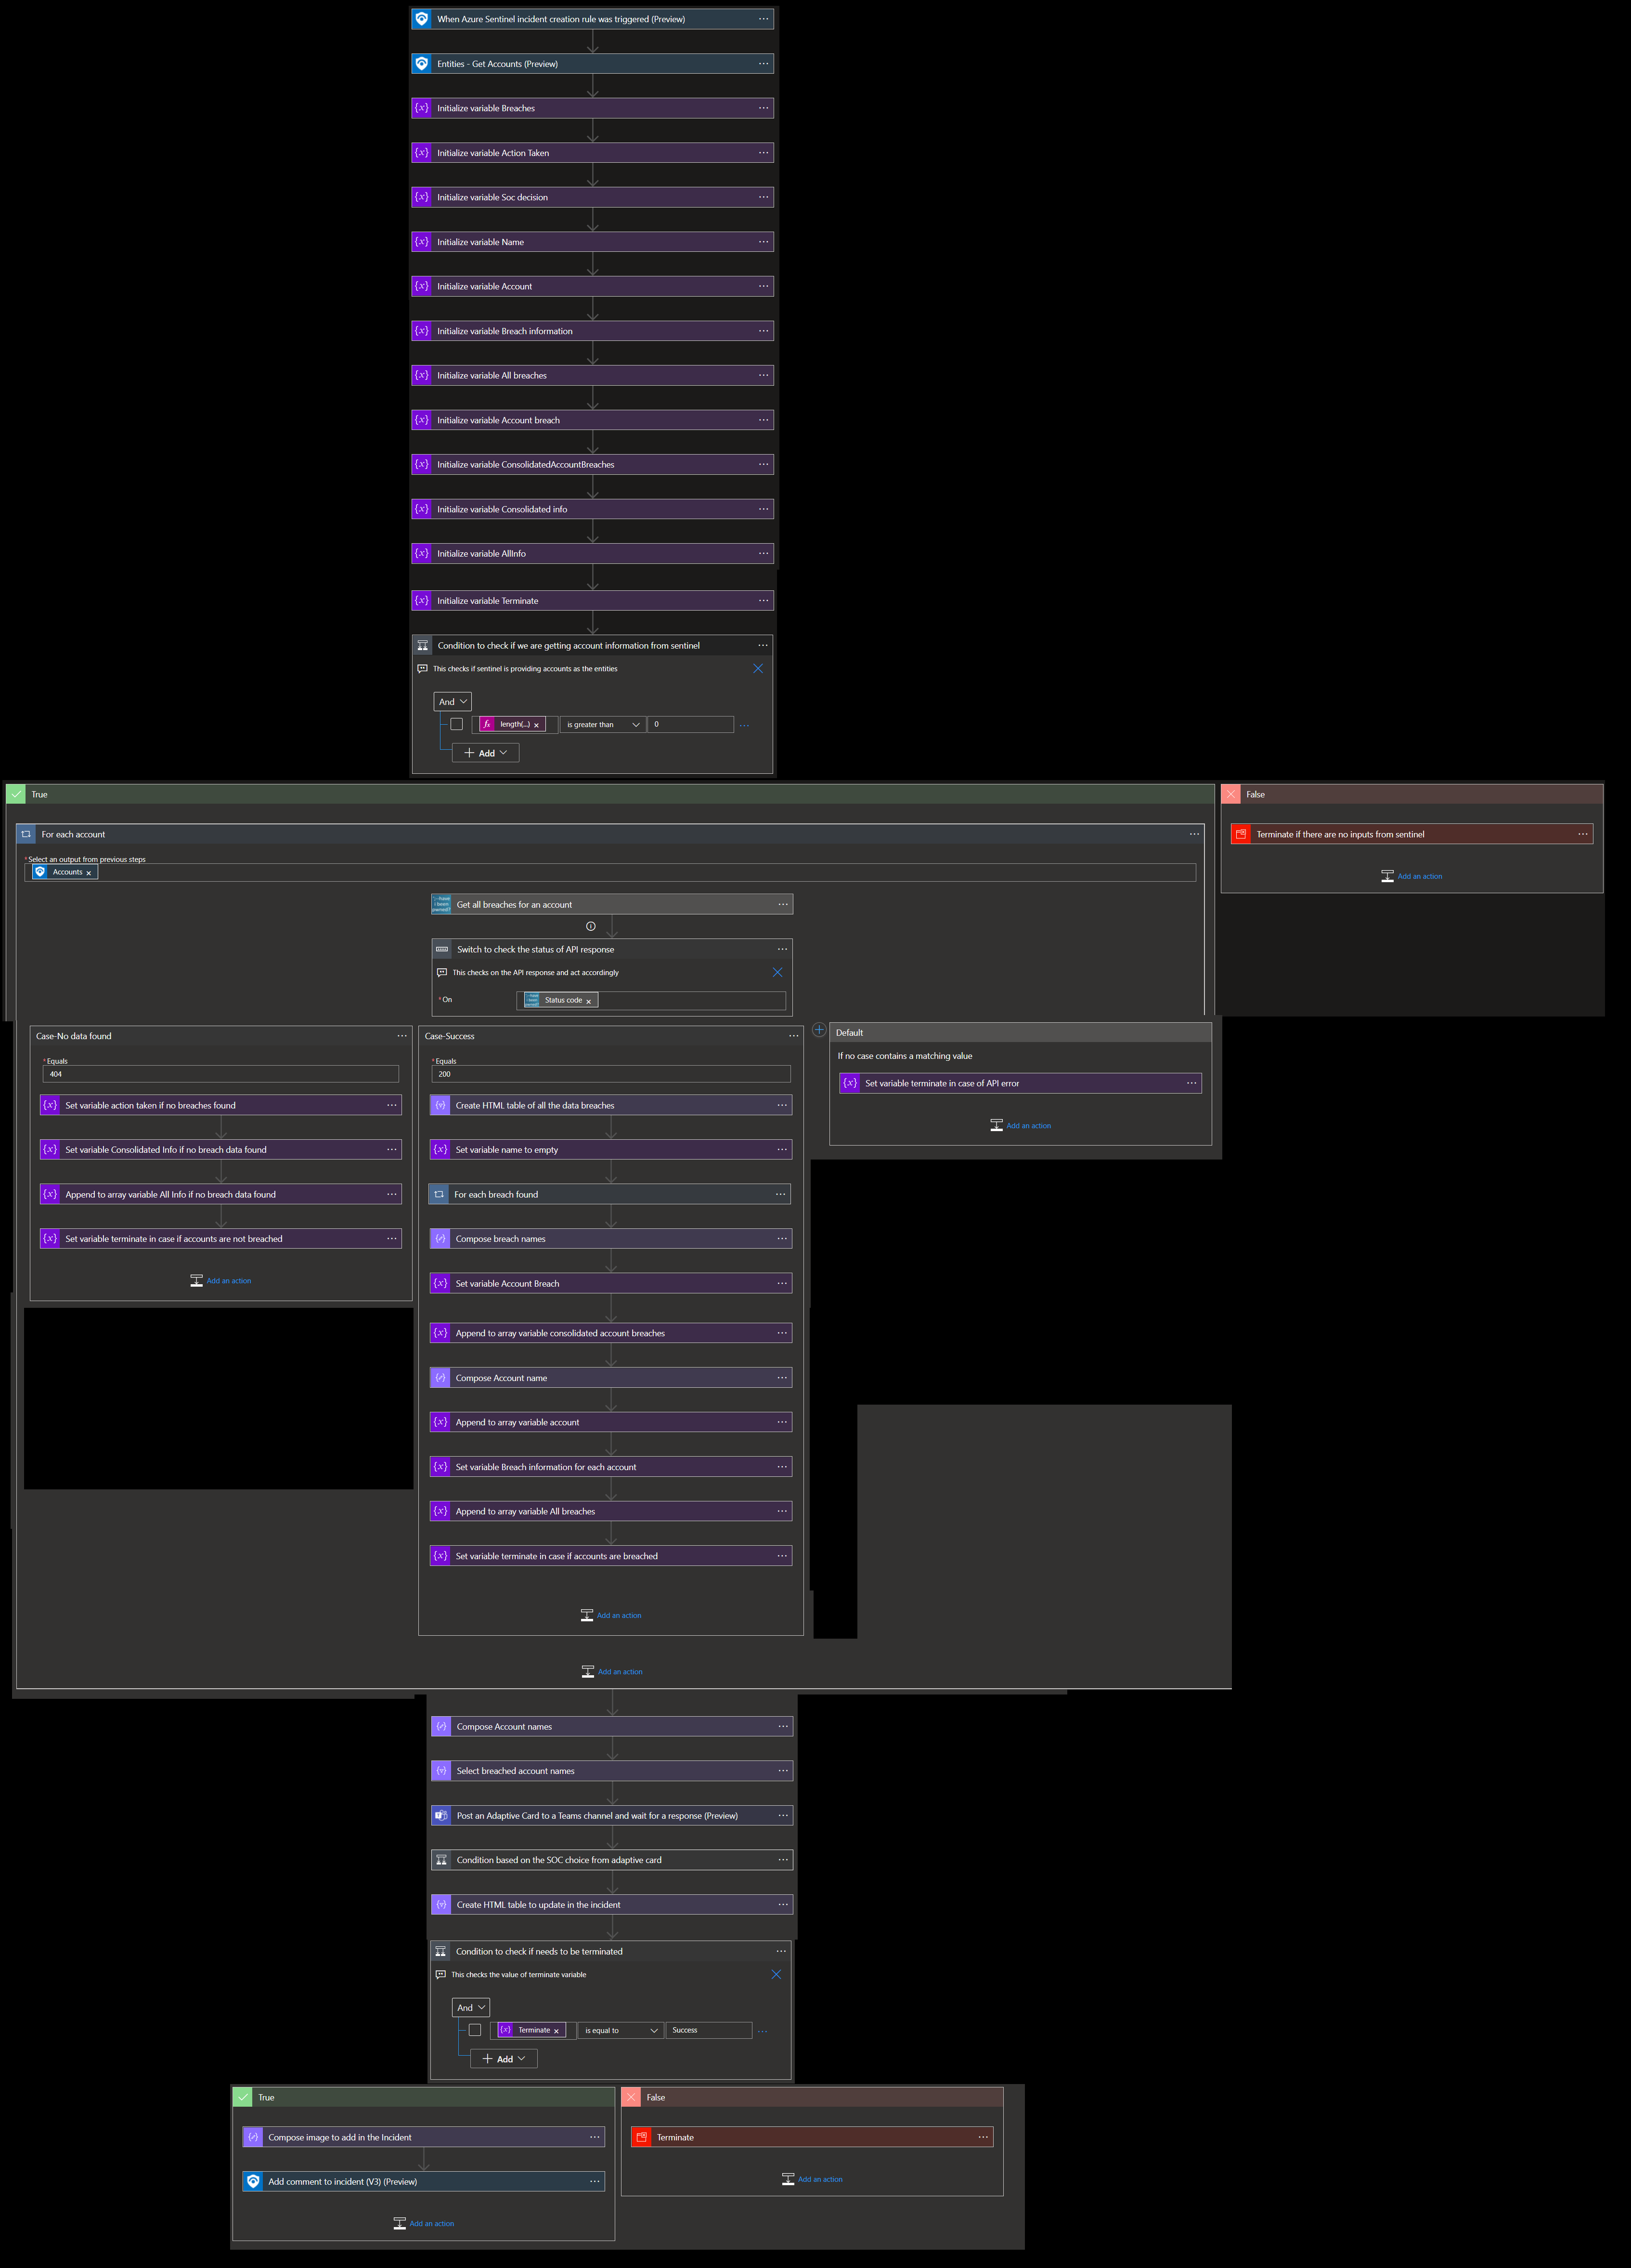 When Azure Sentinel incident creation rule was triggered (Preview)
Entities - Get Accounts (Preview)
Initialize variable Breaches
Initialize variable Action Taken
Initialize variable Soc decision
Initialize variable Name
Initialize variable Account
Initialize variable Breach information
Initialize variable All breaches
Initialize variable Account breach
Initialize variable ConsolidatedAccountBreaches
Initialize variable Consolidated info
Initialize variable AllInfo
Initialize variable Terminate
Condition to check if we are getting account information from sentinel
This checks if sentinel is providing accounts as the entities
And
length(...) is greater than 0
Add
True
False
For each account
Terminate if there are no inputs from sentinel
*Select an output from previous steps
Accounts
Add an action
Get all breaches for an account
Switch to check the status of API response
This checks on the API response and act accordingly
*On
Status code
Case-No data found
*Equals
404
Set variable action taken if no breaches found
Set variable Consolidated Info if no breach data found
Append to array variable All Info if no breach data found
Set variable terminate in case if accounts are not breached
Add an action
Case-Success
*Equals
200
Create HTML table of all the data breaches
Set variable name to empty
For each breach found
Compose breach names
Set variable Account Breach
Append to array variable consolidated account breaches
Compose Account name
Append to array variable account
Set variable Breach information for each account
Append to array variable All breaches
Set variable terminate in case if accounts are breached
Add an action
Default
If no case contains a matching value
Set variable terminate in case of API error
Add an action
Add an action
Compose Account names
Select breached account names
Post an Adaptive Card to a Teams channel and wait for a response (Preview)
Condition based on the SOC choice from adaptive card
Create HTML table to update in the incident
Condition to check if needs to be terminated
This checks the value of terminate variable
And
Terminate is equal to Success
Add
True
Compose image to add in the Incident
Add comment to incident (V3) (Preview)
Add an action
False
Terminate
Add an action